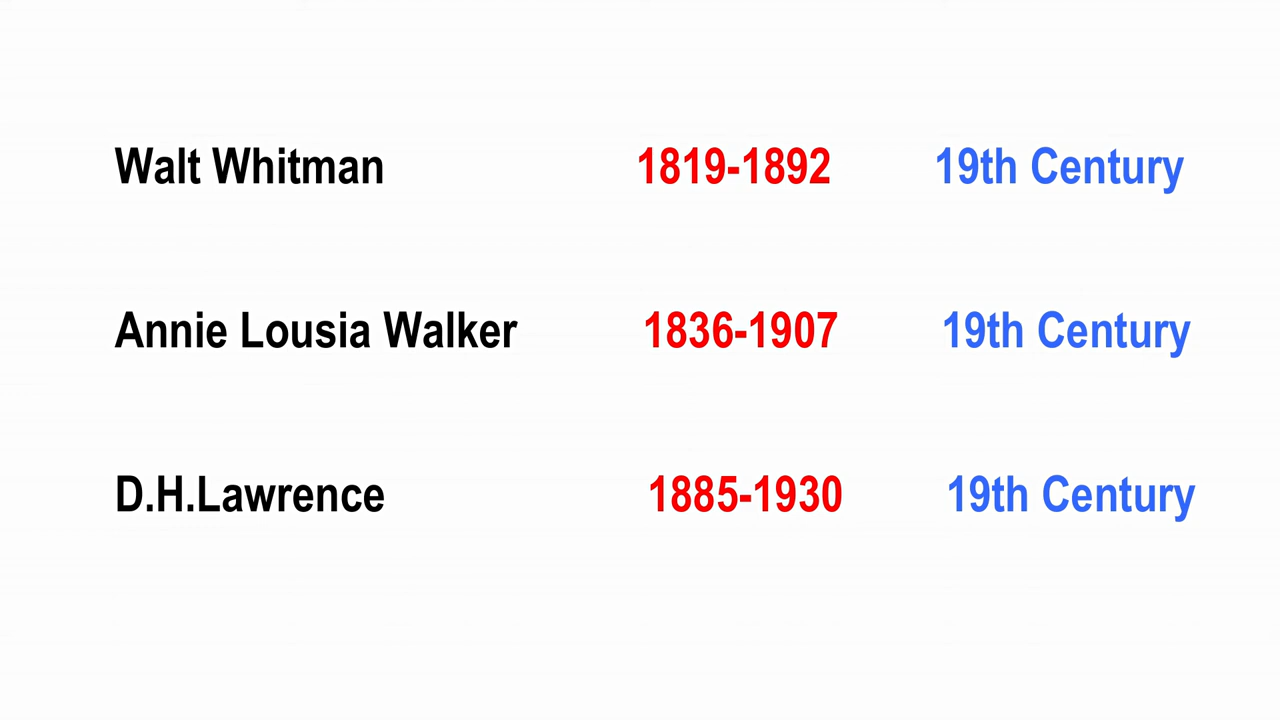 Walt Whitman 1819-1892 19th Century
Annie Lousia Walker 1836-1907 19th Century
D.H.Lawrence 1885-1930 19th Century